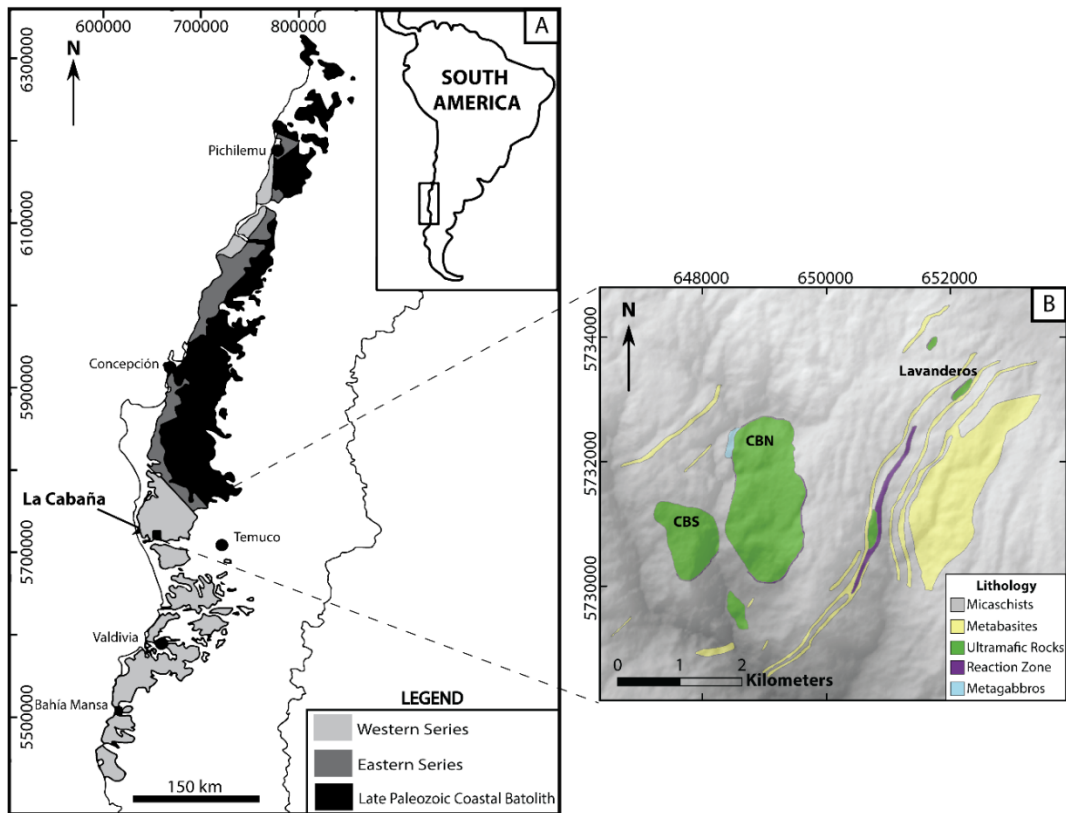 600000
700000
800000
A
N
6300000
6100000
5900000
5700000
5500000
SOUTH
AMERICA
Pichilemu
Concepción
La Cabaña
Temuco
Valdivia
Bahía Mansa
LEGEND
Western Series
Eastern Series
Late Paleozoic Coastal Batolith
150 km
648000
650000
652000
B
N
5734000
5732000
5730000
Lavanderos
CBN
CBS
Lithology
Micaschists
Metabasites
Ultramafic Rocks
Reaction Zone
Metagabbros
0
1
2
Kilometers